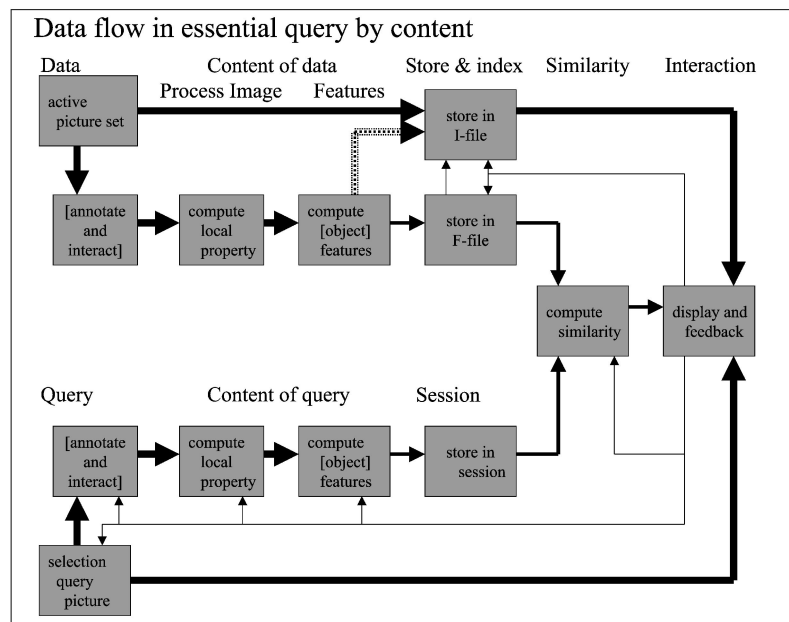 Data flow in essential query by content
Data
Content of data
Store & index
Similarity
Interaction
Process Image
Features
active
picture set
store in
I-file
[annotate
and
interact]
compute
local
property
compute
[object]
features
store in
F-file
compute
similarity
display and
feedback
Query
Content of query
Session
[annotate
and
interact]
compute
local
property
compute
[object]
features
store in
session
selection
query
picture